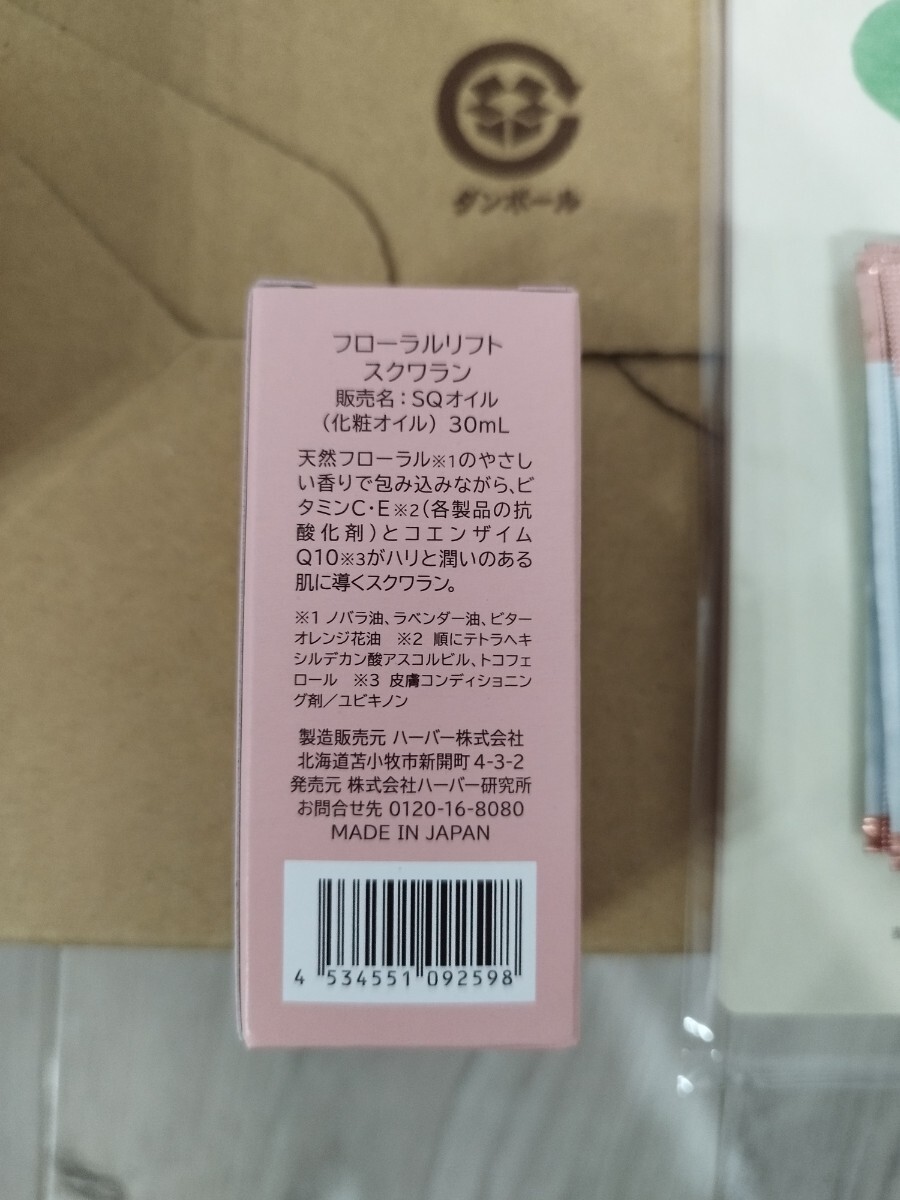 ダンボール
フローラルリフト
スクワラン
販売名：SQオイル
（化粧オイル）30mL
天然フローラル※1のやさし
い香りで包み込みながら、ビ
タミンC・E※2（各製品の抗
酸化剤）とコエンザイム
Q10※3がハリと潤いのある
肌に導くスクワラン。
※1 ノバラ油、ラベンダー油、ビター
オレンジ花油　※2 順にテトラヘキ
シルデカン酸アスコルビル、トコフェ
ロール　※3 皮膚コンディショニン
グ剤／ユビキノン
製造販売元 ハーバー株式会社
北海道苫小牧市新開町4-3-2
発売元 株式会社ハーバー研究所
お問合せ先 0120-16-8080
MADE IN JAPAN
4 534551 092598